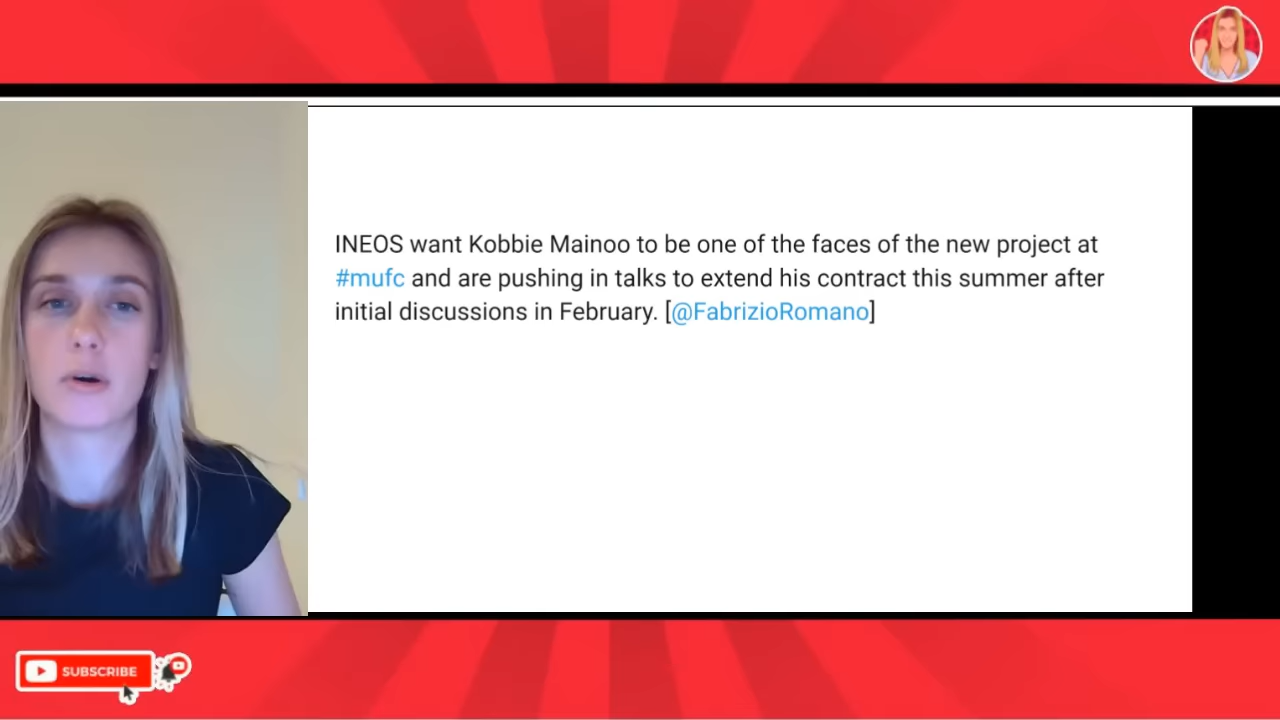 INEOS want Kobbie Mainoo to be one of the faces of the new project at
#mufc and are pushing in talks to extend his contract this summer after
initial discussions in February. [@FabrizioRomano]
SUBSCRIBE